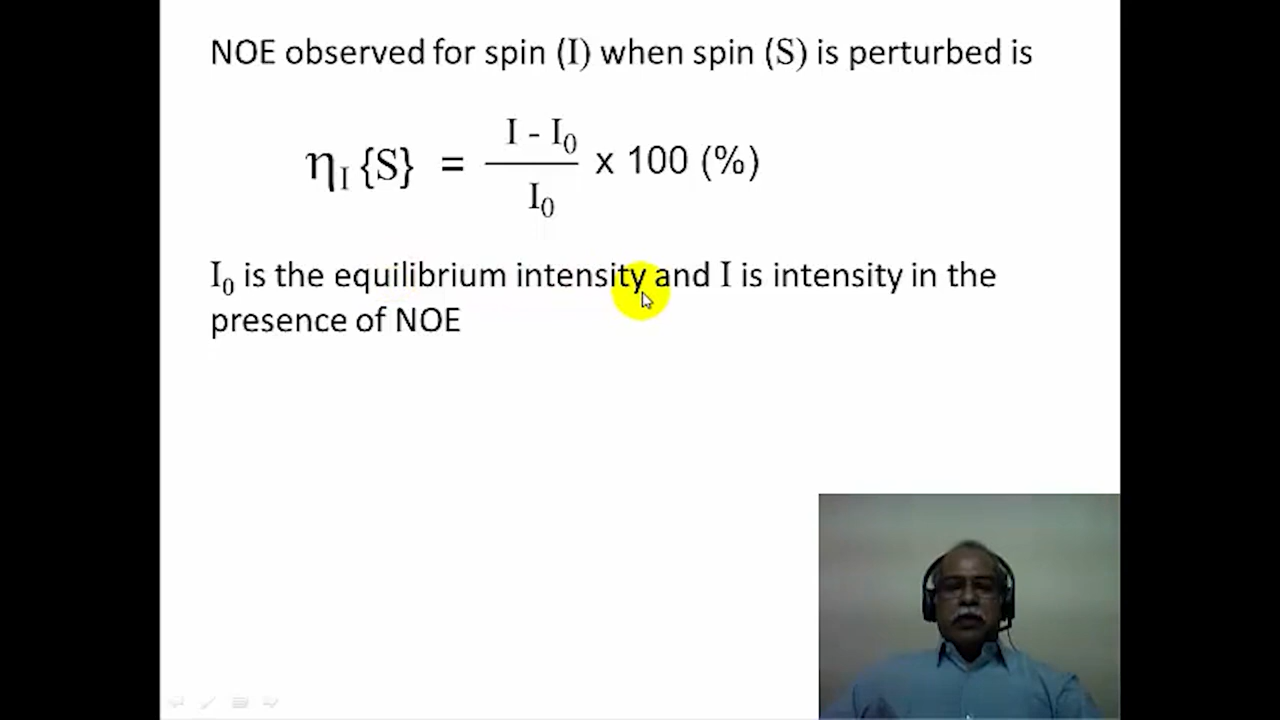 NOE observed for spin (I) when spin (S) is perturbed is
η_I {S} = (I - I₀) / I₀ x 100 (%)
I₀ is the equilibrium intensity and I is intensity in the
presence of NOE